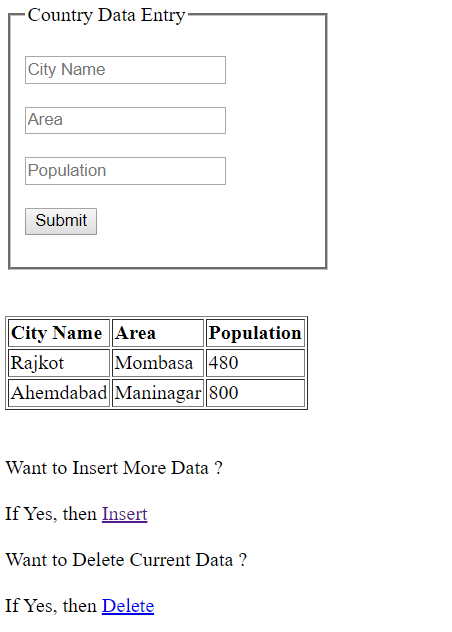 Country Data Entry
City Name
Area
Population
Submit
City Name Area Population
Rajkot Mombasa 480
Ahemdabad Maninagar 800
Want to Insert More Data ?
If Yes, then Insert
Want to Delete Current Data ?
If Yes, then Delete